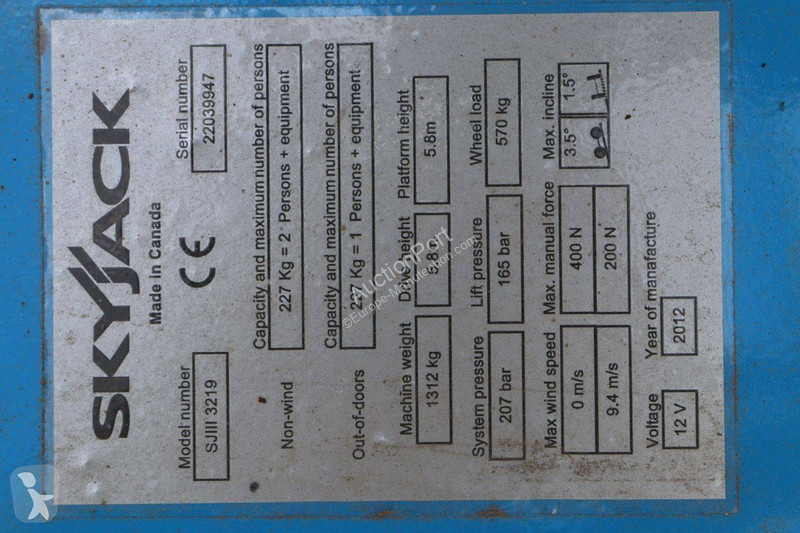 SKYJACK
Made in Canada
CE
Model number Serial number
SJIII 3219 22039947
Capacity and maximum number of persons
Non-wind 227 Kg = 2 Persons + equipment
Capacity and maximum number of persons
Out-of-doors 227 Kg = 1 Persons + equipment
Machine weight Drive height Platform height
1312 kg 5.8m
System pressure Lift pressure Wheel load
207 bar 165 bar 570 kg
Max wind speed Max. manual force Max. incline
0 m/s 400 N 3.5° 1.5°
9.4 m/s 200 N
Voltage Year of manafacture
12 V 2012
AuctionPort
©Europe-Manutention.com